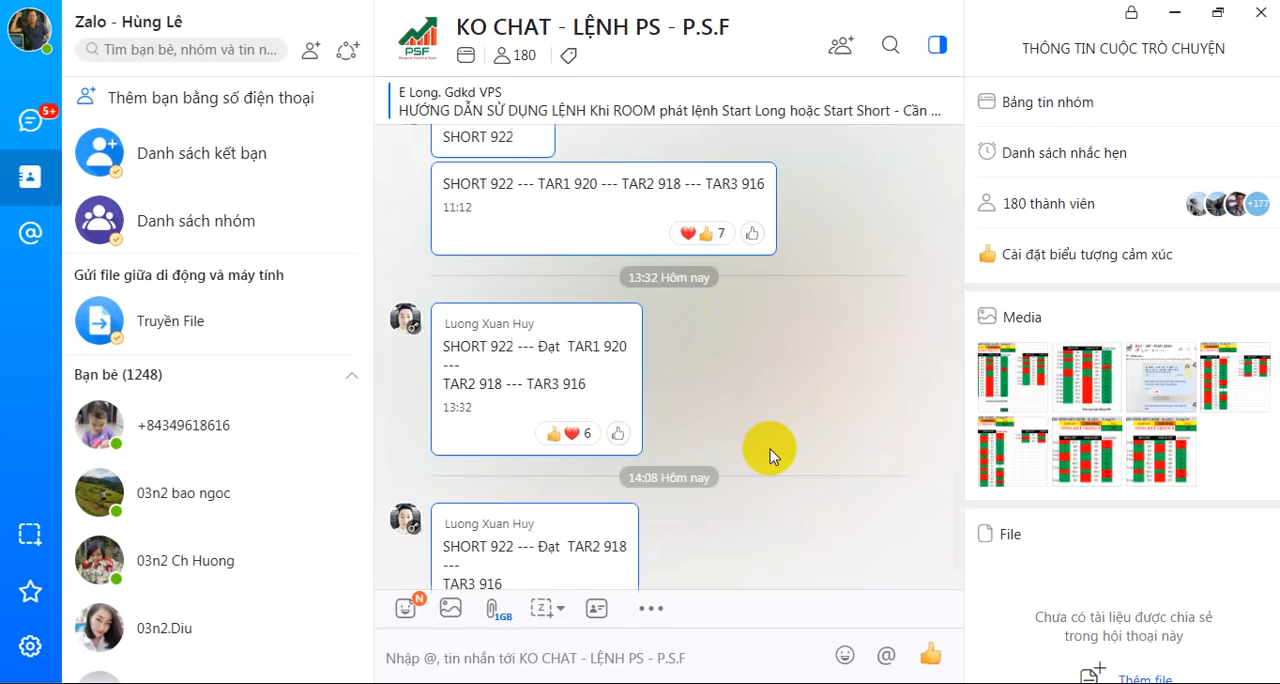 Zalo - Hùng Lê
Tìm bạn bè, nhóm và tin n...
5+
Thêm bạn bằng số điện thoại
Danh sách kết bạn
Danh sách nhóm
Gửi file giữa di động và máy tính
Truyền File
Bạn bè (1248)
+84349618616
03n2 bao ngoc
03n2 Ch Huong
03n2.Diu
PSF
KO CHAT - LỆNH PS - P.S.F
180
E Long. Gdkd VPS
HƯỚNG DẪN SỬ DỤNG LỆNH Khi ROOM phát lệnh Start Long hoặc Start Short - Cần ...
SHORT 922
SHORT 922 --- TAR1 920 --- TAR2 918 --- TAR3 916
11:12
7
13:32 Hôm nay
Luong Xuan Huy
SHORT 922 --- Đạt TAR1 920
---
TAR2 918 --- TAR3 916
13:32
6
14:08 Hôm nay
Luong Xuan Huy
SHORT 922 --- Đạt TAR2 918
---
TAR3 916
N
1GB
Z
Nhập @, tin nhắn tới KO CHAT - LỆNH PS - P.S.F
THÔNG TIN CUỘC TRÒ CHUYỆN
Bảng tin nhóm
Danh sách nhắc hẹn
180 thành viên
+177
Cài đặt biểu tượng cảm xúc
Media
File
Chưa có tài liệu được chia sẻ
trong hội thoại này
Thêm file